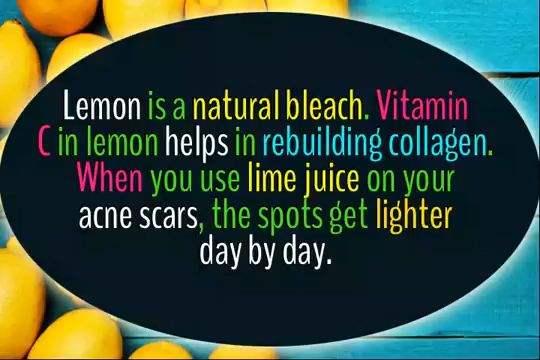 Lemon is a natural bleach. Vitamin
C in lemon helps in rebuilding collagen.
When you use lime juice on your
acne scars, the spots get lighter
day by day.